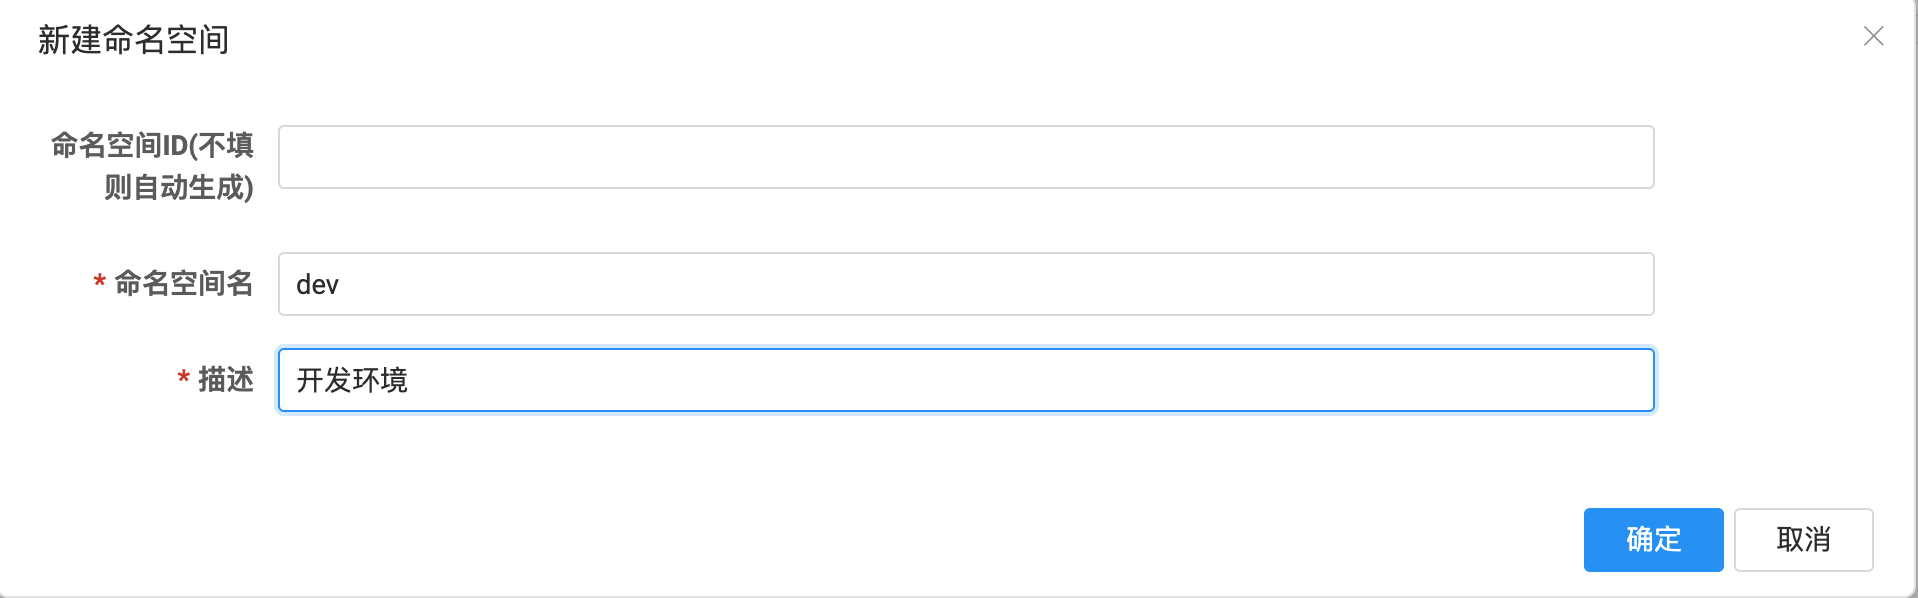 新建命名空间
命名空间ID(不填
则自动生成)
* 命名空间名
dev
* 描述
开发环境
确定
取消